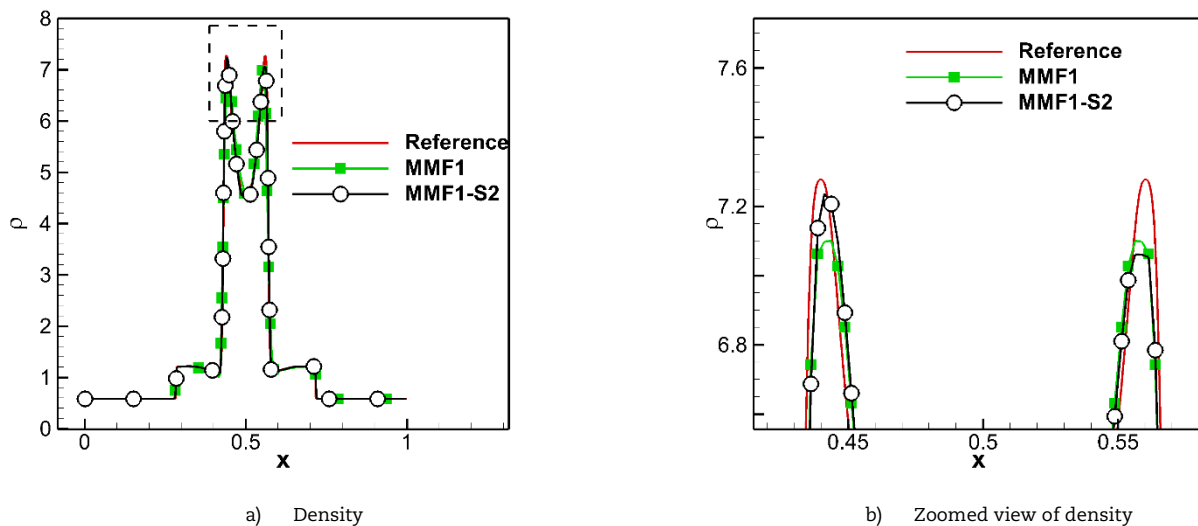 8
7
6
5
4
3
2
1
0
ρ
0
0.5
1
x
Reference
MMF1
MMF1-S2
a) Density
7.6
7.2
6.8
ρ
0.45
0.5
0.55
x
Reference
MMF1
MMF1-S2
b) Zoomed view of density